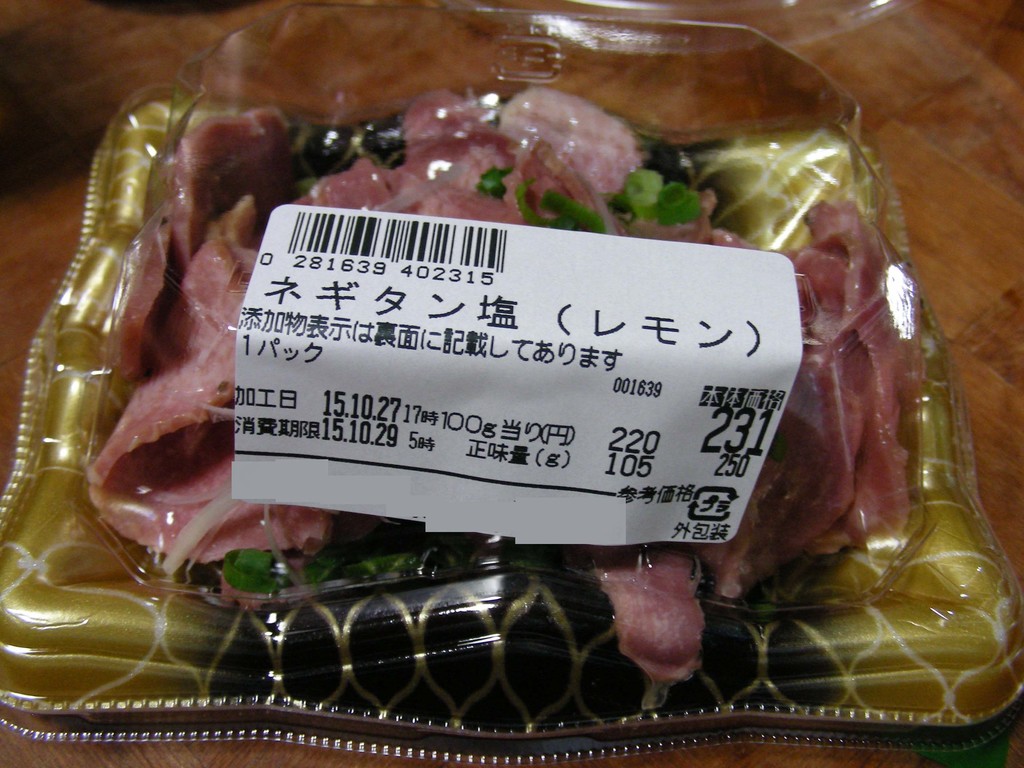 0 281639 402315
ネギタン塩(レモン)
添加物表示は裏面に記載してあります
1パック
001639
加工日 15.10.27 17時 100g当り(円) 220 本体価格 231
消費期限 15.10.29 5時 正味量(g) 105 250
参考価格 プラ
外包装